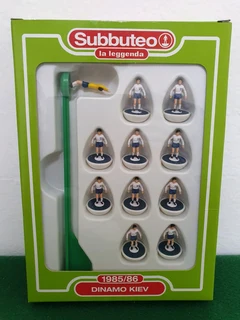 Subbuteo
la leggenda
1985/86
DINAMO KIEV